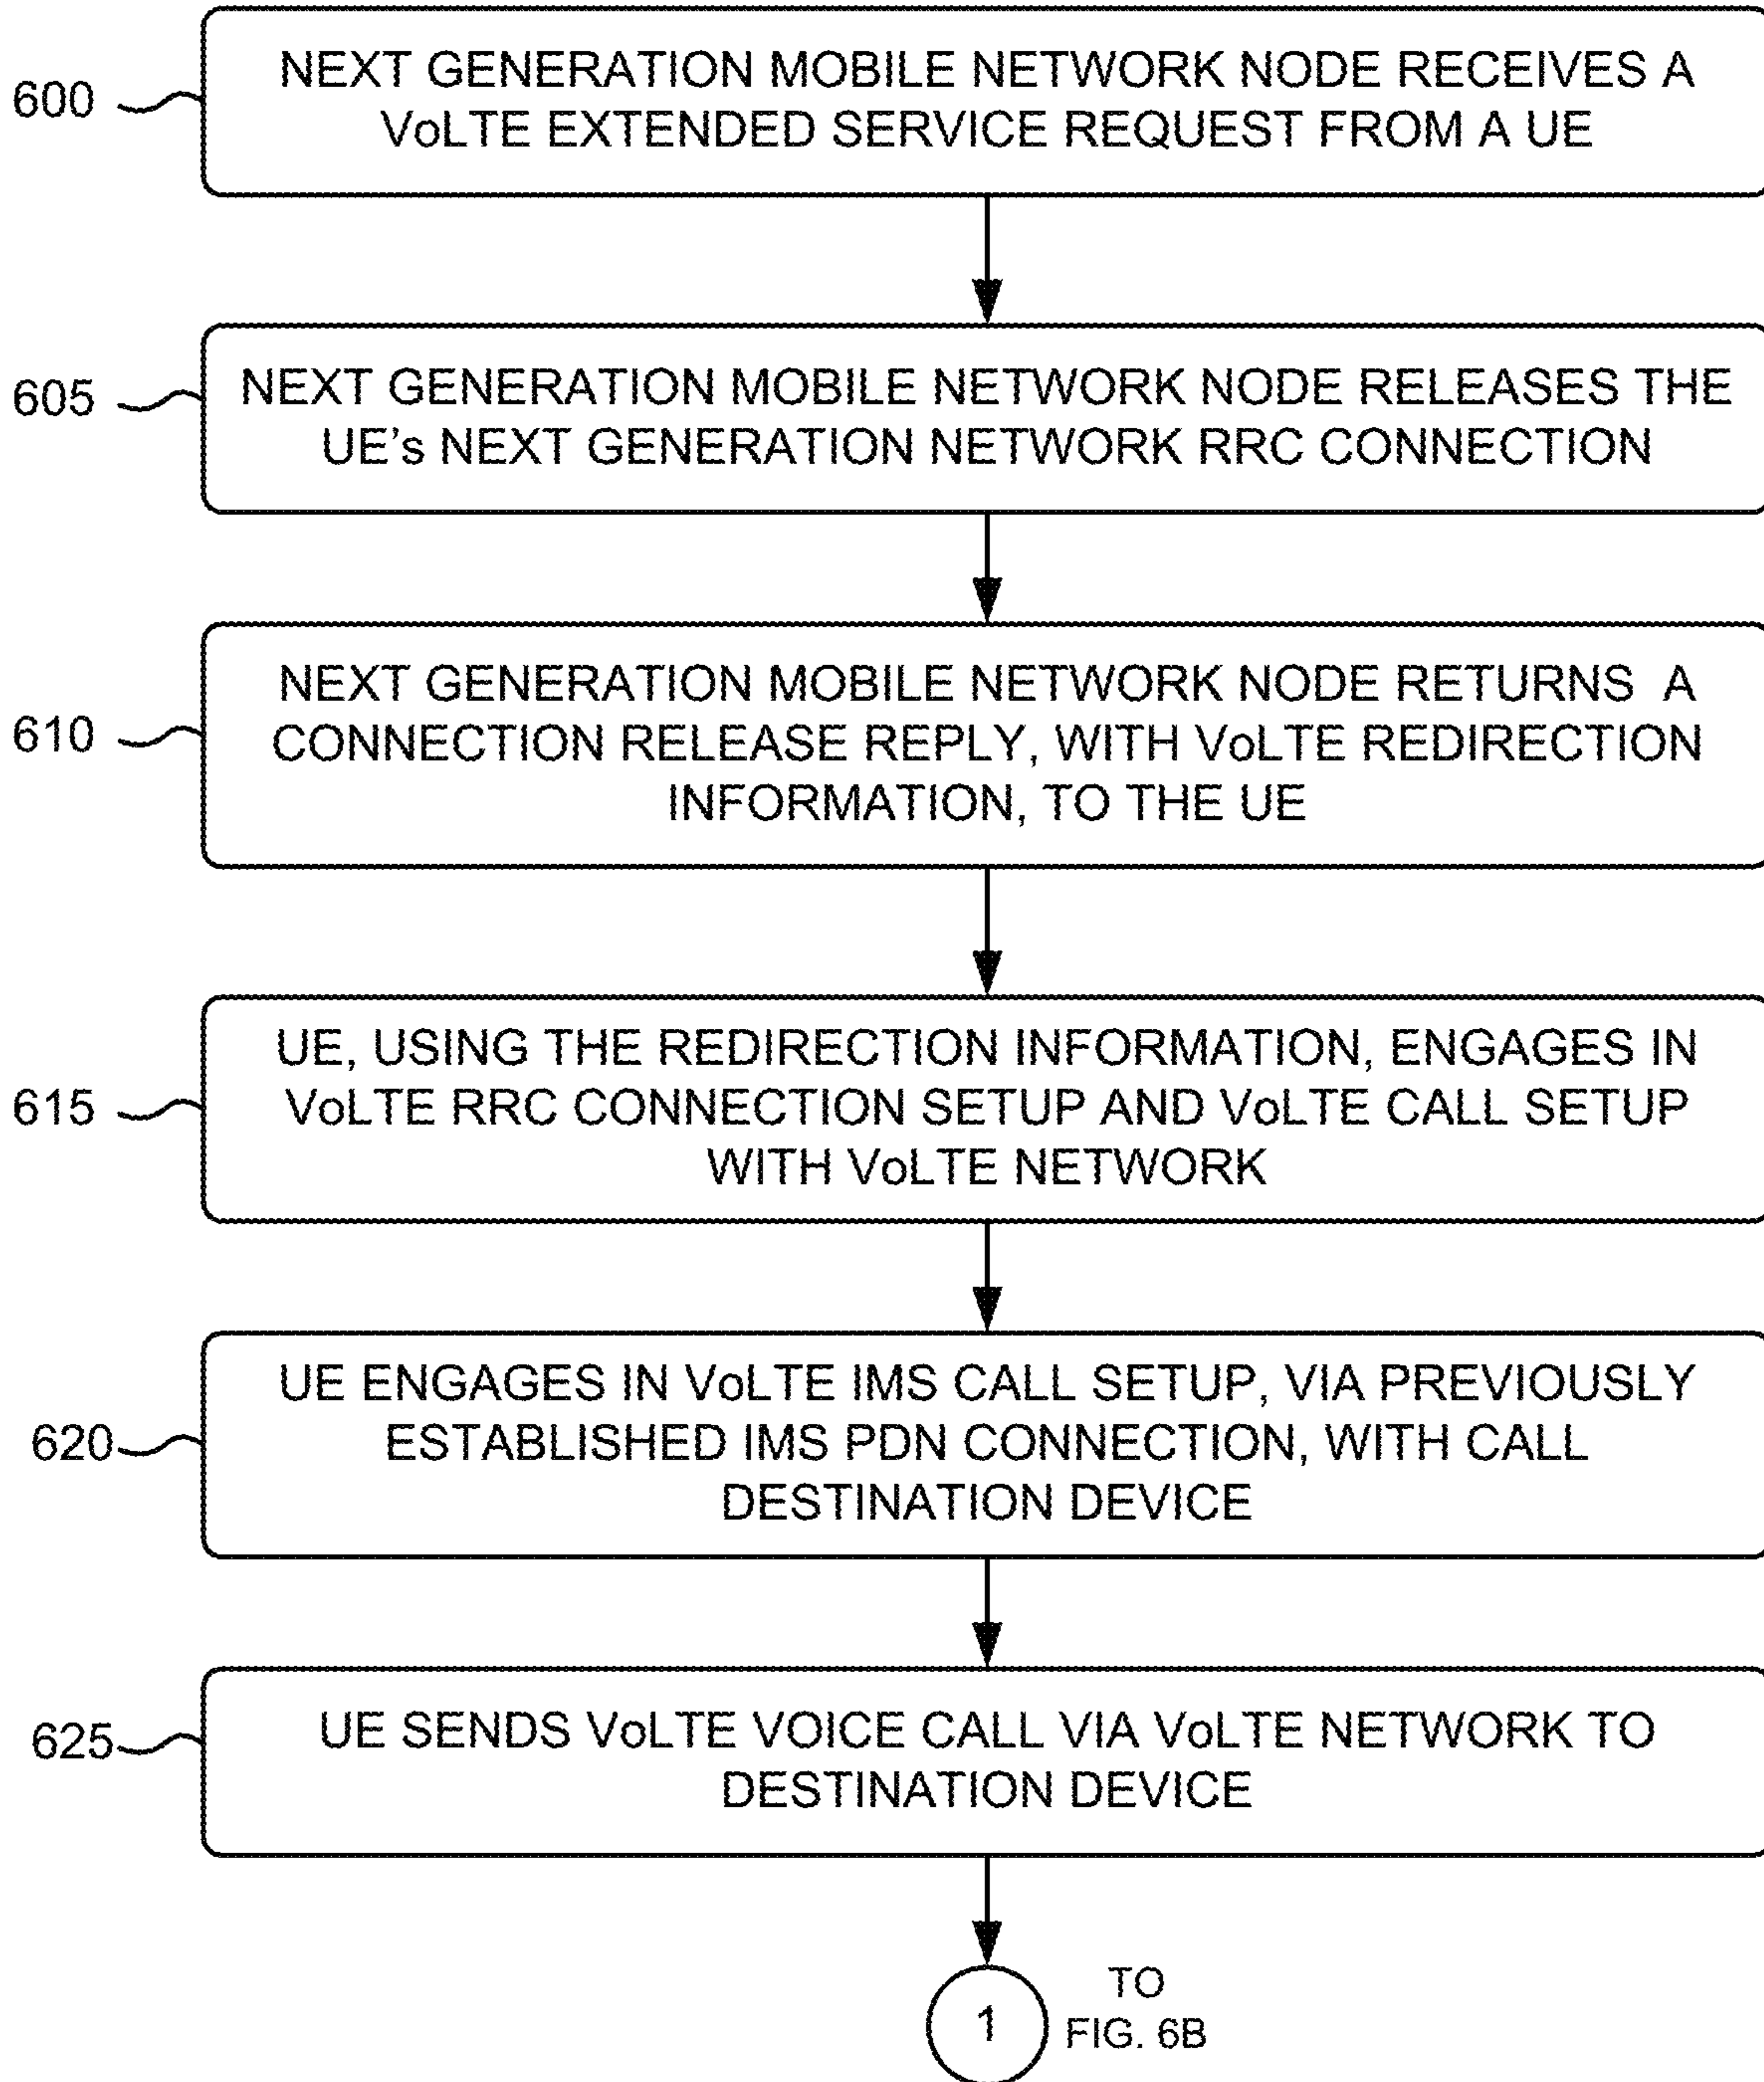 600
NEXT GENERATION MOBILE NETWORK NODE RECEIVES A
VoLTE EXTENDED SERVICE REQUEST FROM A UE
605
NEXT GENERATION MOBILE NETWORK NODE RELEASES THE
UE's NEXT GENERATION NETWORK RRC CONNECTION
610
NEXT GENERATION MOBILE NETWORK NODE RETURNS A
CONNECTION RELEASE REPLY, WITH VoLTE REDIRECTION
INFORMATION, TO THE UE
615
UE, USING THE REDIRECTION INFORMATION, ENGAGES IN
VoLTE RRC CONNECTION SETUP AND VoLTE CALL SETUP
WITH VoLTE NETWORK
620
UE ENGAGES IN VoLTE IMS CALL SETUP, VIA PREVIOUSLY
ESTABLISHED IMS PDN CONNECTION, WITH CALL
DESTINATION DEVICE
625
UE SENDS VoLTE VOICE CALL VIA VoLTE NETWORK TO
DESTINATION DEVICE
1
TO
FIG. 6B